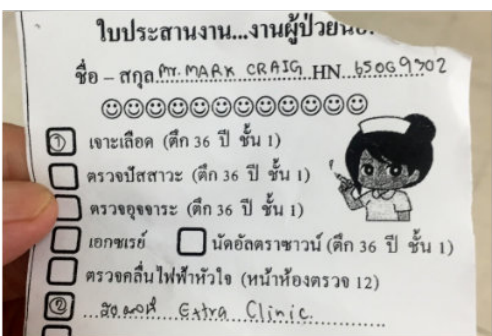 ใบประสานงาน...งานผู้ป่วยนอก
ชื่อ – สกุล Mr. MARK CRAIG HN 65069902
① เจาะเลือด (ตึก 36 ปี ชั้น 1)
ตรวจปัสสาวะ (ตึก 36 ปี ชั้น 1)
ตรวจอุจจาระ (ตึก 36 ปี ชั้น 1)
เอกซเรย์ นัดอัลตราซาวน์ (ตึก 36 ปี ชั้น 1)
ตรวจคลื่นไฟฟ้าหัวใจ (หน้าห้องตรวจ 12)
② Extra Clinic.